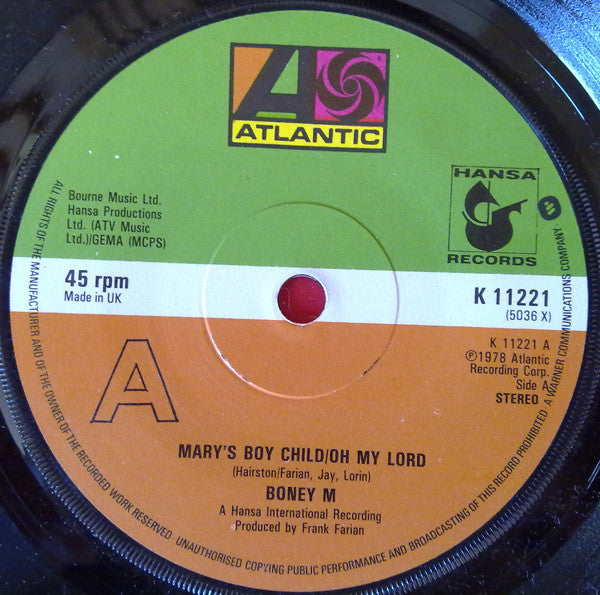 ATLANTIC
HANSA
RECORDS
Bourne Music Ltd.
Hansa Productions
Ltd. (ATV Music
Ltd.)/GEMA (MCPS)
45 rpm
Made in UK
K 11221
(5036 X)
K 11221 A
℗1978 Atlantic
Recording Corp.
Side A
STEREO
A
MARY'S BOY CHILD/OH MY LORD
(Hairston/Farian, Jay, Lorin)
BONEY M
A Hansa International Recording
Produced by Frank Farian
ALL RIGHTS OF THE MANUFACTURER AND OF THE OWNER OF THE RECORDED WORK RESERVED UNAUTHORISED COPYING PUBLIC PERFORMANCE AND BROADCASTING OF THIS RECORD PROHIBITED A WARNER COMMUNICATIONS COMPANY